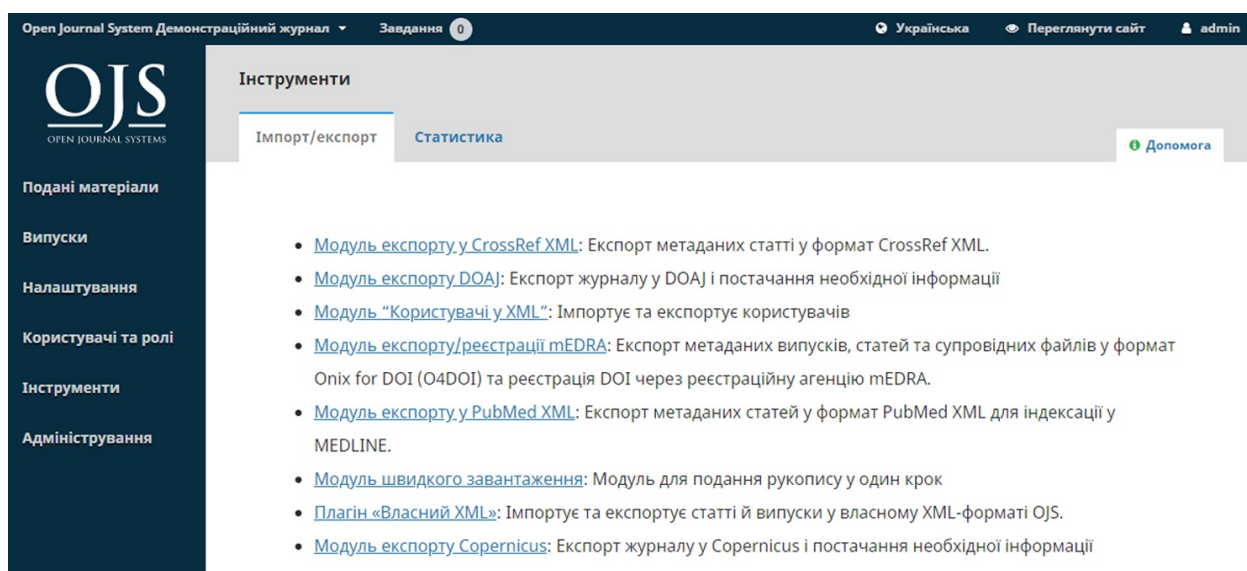 Open Journal System Демонстраційний журнал Завдання 0 Українська Переглянути сайт admin
OJS
OPEN JOURNAL SYSTEMS
Подані матеріали
Випуски
Налаштування
Користувачі та ролі
Інструменти
Адміністрування
Інструменти
Імпорт/експорт Статистика Допомога
• Модуль експорту у CrossRef XML: Експорт метаданих статті у формат CrossRef XML.
• Модуль експорту DOAJ: Експорт журналу у DOAJ і постачання необхідної інформації
• Модуль “Користувачі у XML”: Імпортує та експортує користувачів
• Модуль експорту/реєстрації mEDRA: Експорт метаданих випусків, статей та супровідних файлів у формат
Onix for DOI (O4DOI) та реєстрація DOI через реєстраційну агенцію mEDRA.
• Модуль експорту у PubMed XML: Експорт метаданих статей у формат PubMed XML для індексації у
MEDLINE.
• Модуль швидкого завантаження: Модуль для подання рукопису у один крок
• Плагін «Власний XML»: Імпортує та експортує статті й випуски у власному XML-форматі OJS.
• Модуль експорту Copernicus: Експорт журналу у Copernicus і постачання необхідної інформації